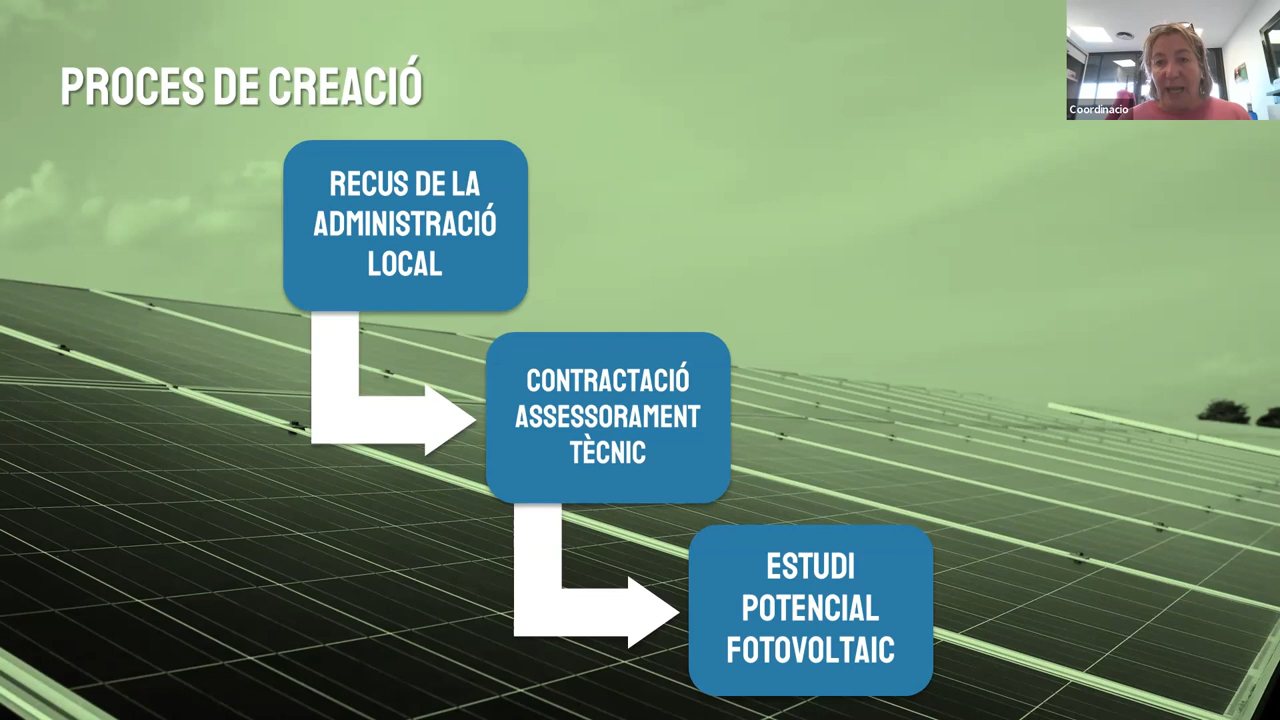 PROCES DE CREACIÓ
Coordinacio
RECUS DE LA
ADMINISTRACIÓ
LOCAL
CONTRACTACIÓ
ASSESSORAMENT
TÈCNIC
ESTUDI
POTENCIAL
FOTOVOLTAIC